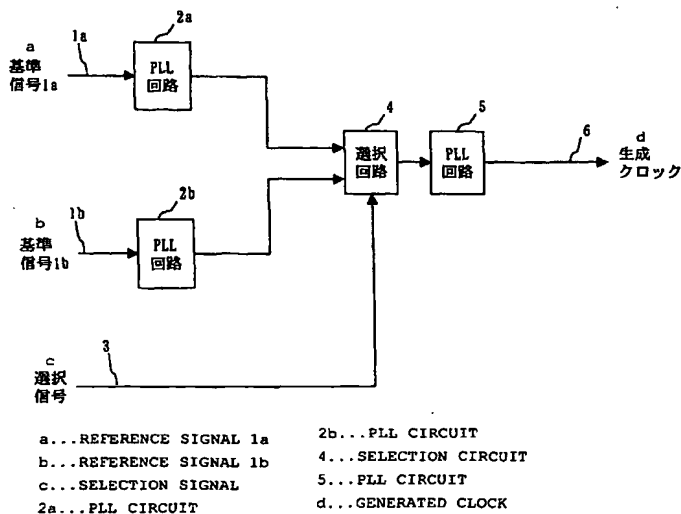 2a
a
1a
基準
信号1a
PLL
回路
4
5
6
d
生成
クロック
選択
回路
PLL
回路
2b
b
1b
基準
信号1b
PLL
回路
c
選択
信号
3
a...REFERENCE SIGNAL 1a
b...REFERENCE SIGNAL 1b
c...SELECTION SIGNAL
2a...PLL CIRCUIT
2b...PLL CIRCUIT
4...SELECTION CIRCUIT
5...PLL CIRCUIT
d...GENERATED CLOCK